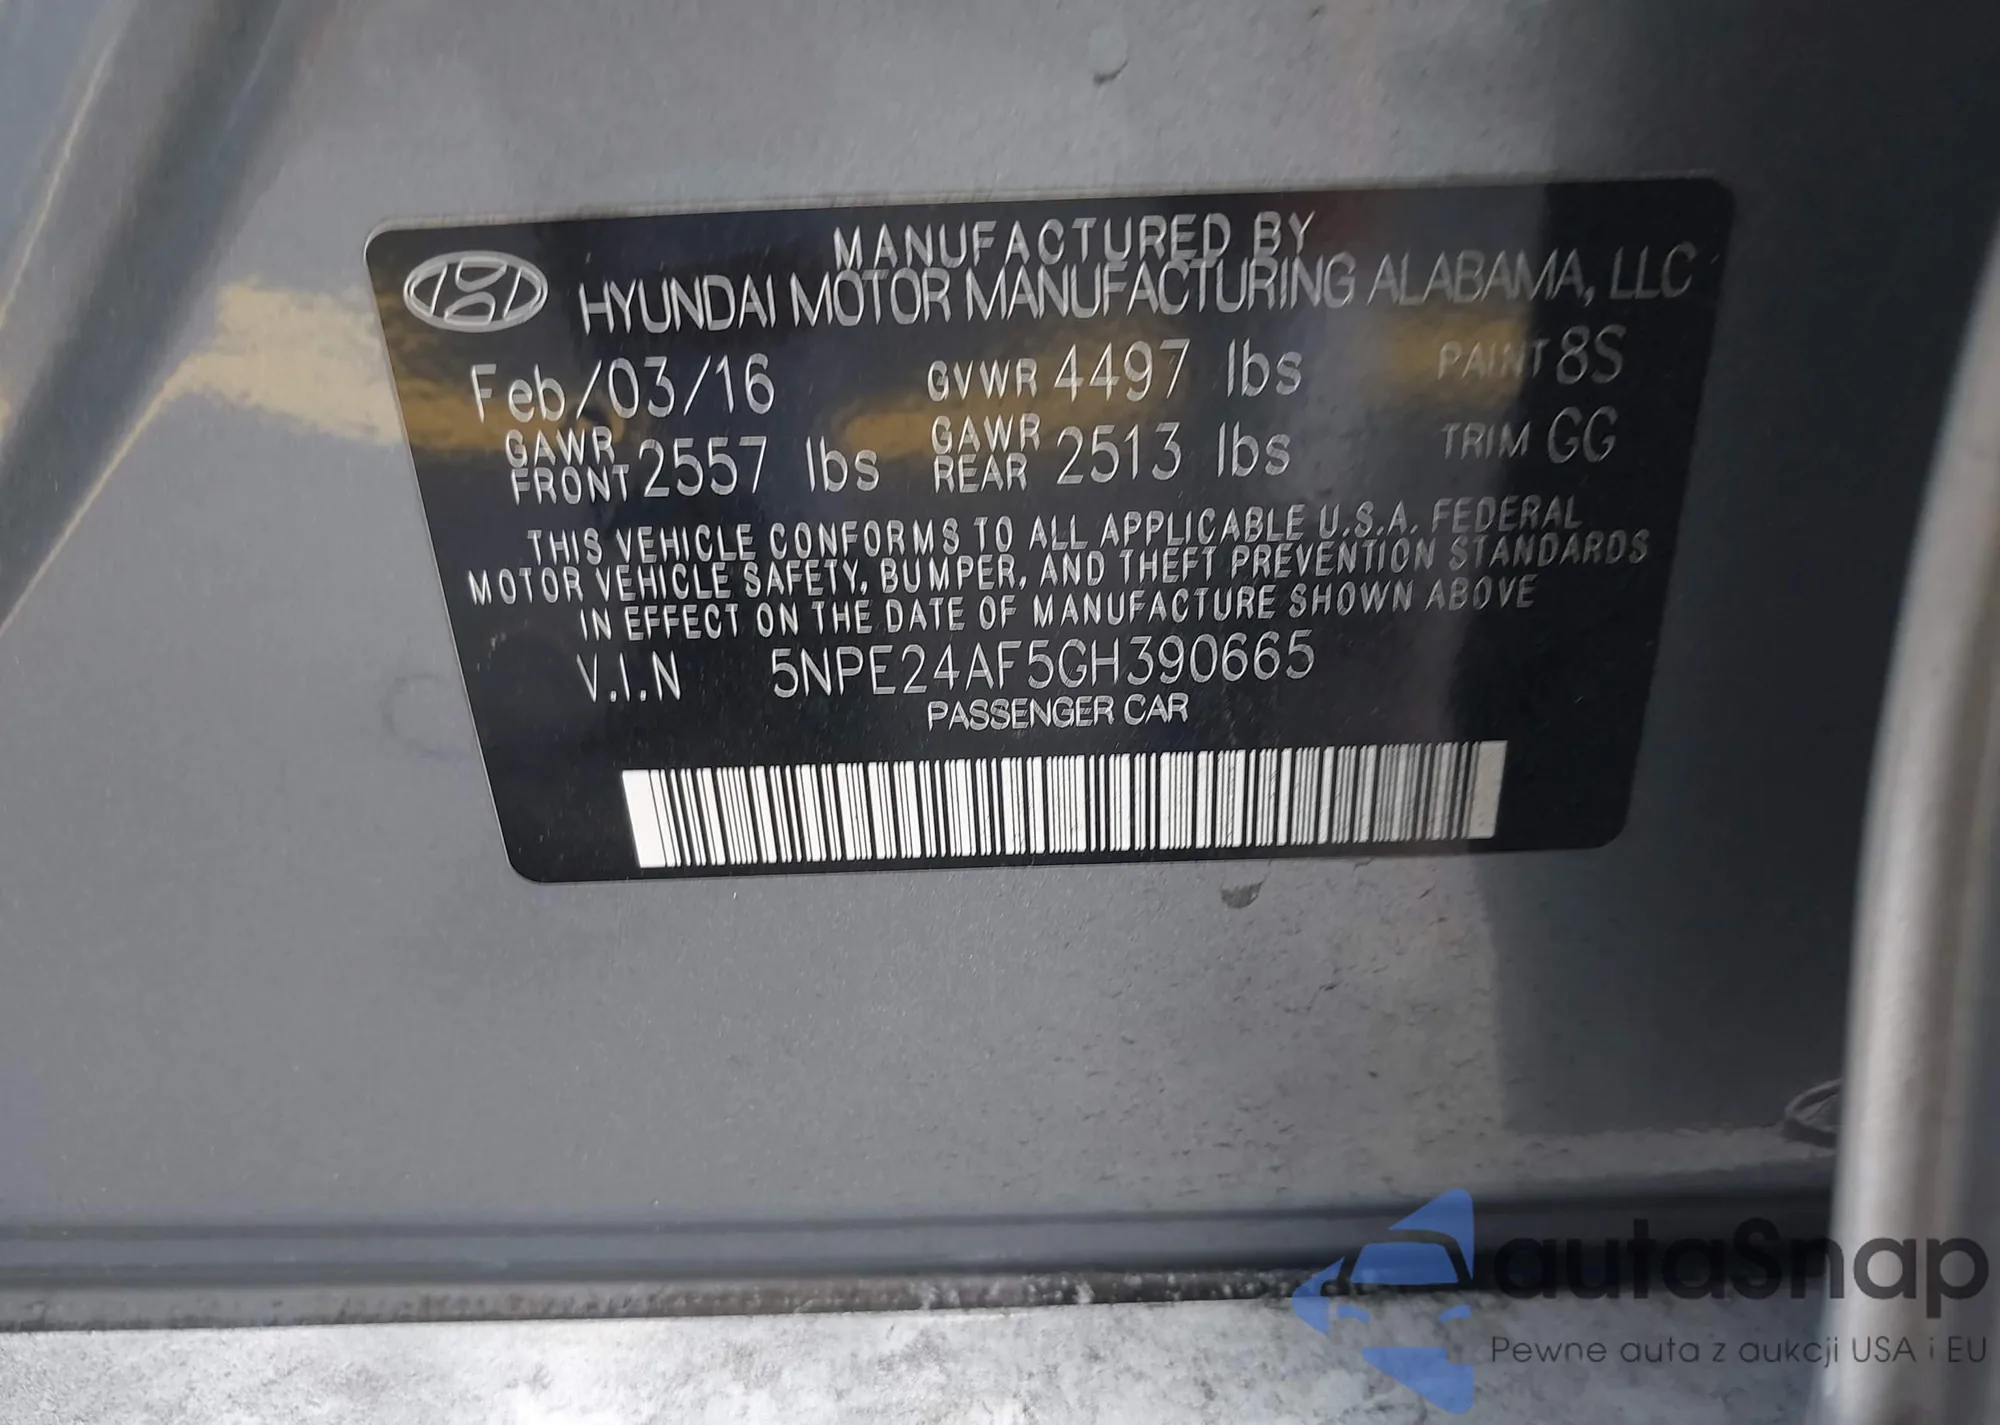 MANUFACTURED BY
HYUNDAI MOTOR MANUFACTURING ALABAMA, LLC
Feb/03/16 GVWR 4497 lbs PAINT 8S
GAWR FRONT 2557 lbs GAWR REAR 2513 lbs TRIM GG
THIS VEHICLE CONFORMS TO ALL APPLICABLE U.S.A. FEDERAL
MOTOR VEHICLE SAFETY, BUMPER, AND THEFT PREVENTION STANDARDS
IN EFFECT ON THE DATE OF MANUFACTURE SHOWN ABOVE
V.I.N 5NPE24AF5GH390665
PASSENGER CAR
autaSnap
Pewne auta z aukcji USA i EU